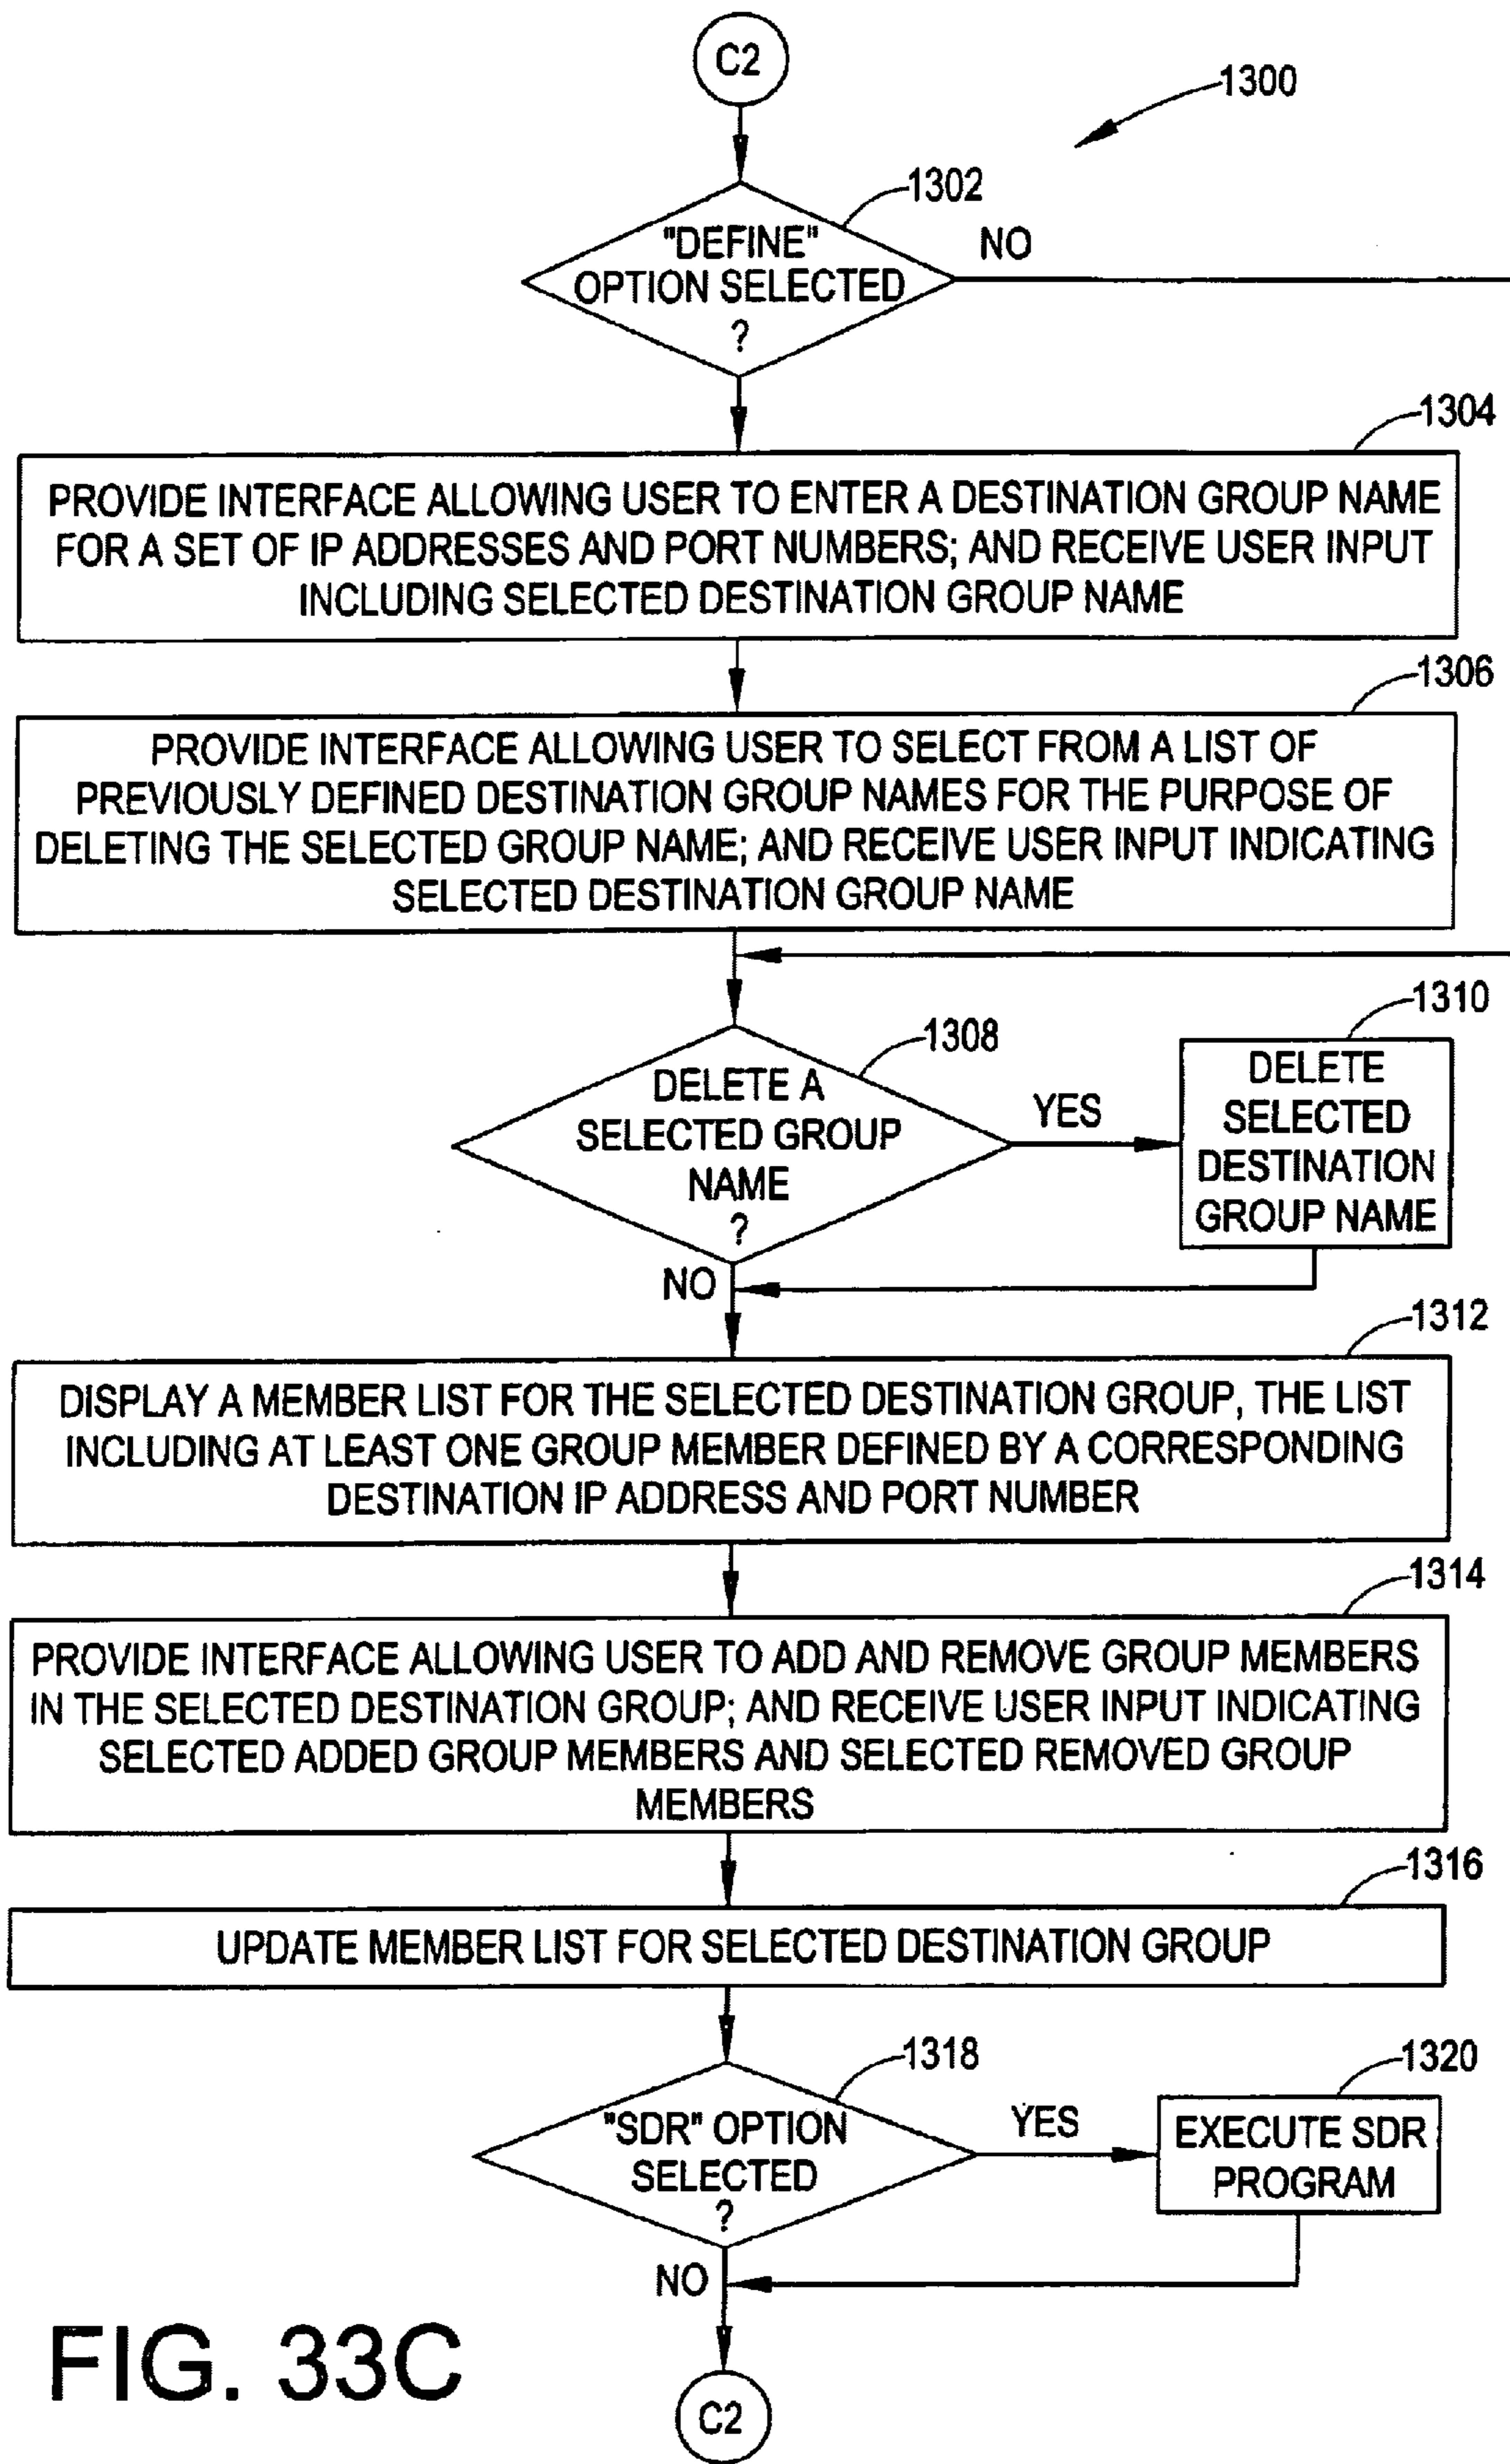 C2
1300
1302
"DEFINE"
OPTION SELECTED
?
NO
1304
PROVIDE INTERFACE ALLOWING USER TO ENTER A DESTINATION GROUP NAME
FOR A SET OF IP ADDRESSES AND PORT NUMBERS; AND RECEIVE USER INPUT
INCLUDING SELECTED DESTINATION GROUP NAME
1306
PROVIDE INTERFACE ALLOWING USER TO SELECT FROM A LIST OF
PREVIOUSLY DEFINED DESTINATION GROUP NAMES FOR THE PURPOSE OF
DELETING THE SELECTED GROUP NAME; AND RECEIVE USER INPUT INDICATING
SELECTED DESTINATION GROUP NAME
1308
DELETE A
SELECTED GROUP
NAME
?
YES
1310
DELETE
SELECTED
DESTINATION
GROUP NAME
NO
1312
DISPLAY A MEMBER LIST FOR THE SELECTED DESTINATION GROUP, THE LIST
INCLUDING AT LEAST ONE GROUP MEMBER DEFINED BY A CORRESPONDING
DESTINATION IP ADDRESS AND PORT NUMBER
1314
PROVIDE INTERFACE ALLOWING USER TO ADD AND REMOVE GROUP MEMBERS
IN THE SELECTED DESTINATION GROUP; AND RECEIVE USER INPUT INDICATING
SELECTED ADDED GROUP MEMBERS AND SELECTED REMOVED GROUP
MEMBERS
1316
UPDATE MEMBER LIST FOR SELECTED DESTINATION GROUP
1318
"SDR" OPTION
SELECTED
?
YES
1320
EXECUTE SDR
PROGRAM
NO
C2
FIG. 33C